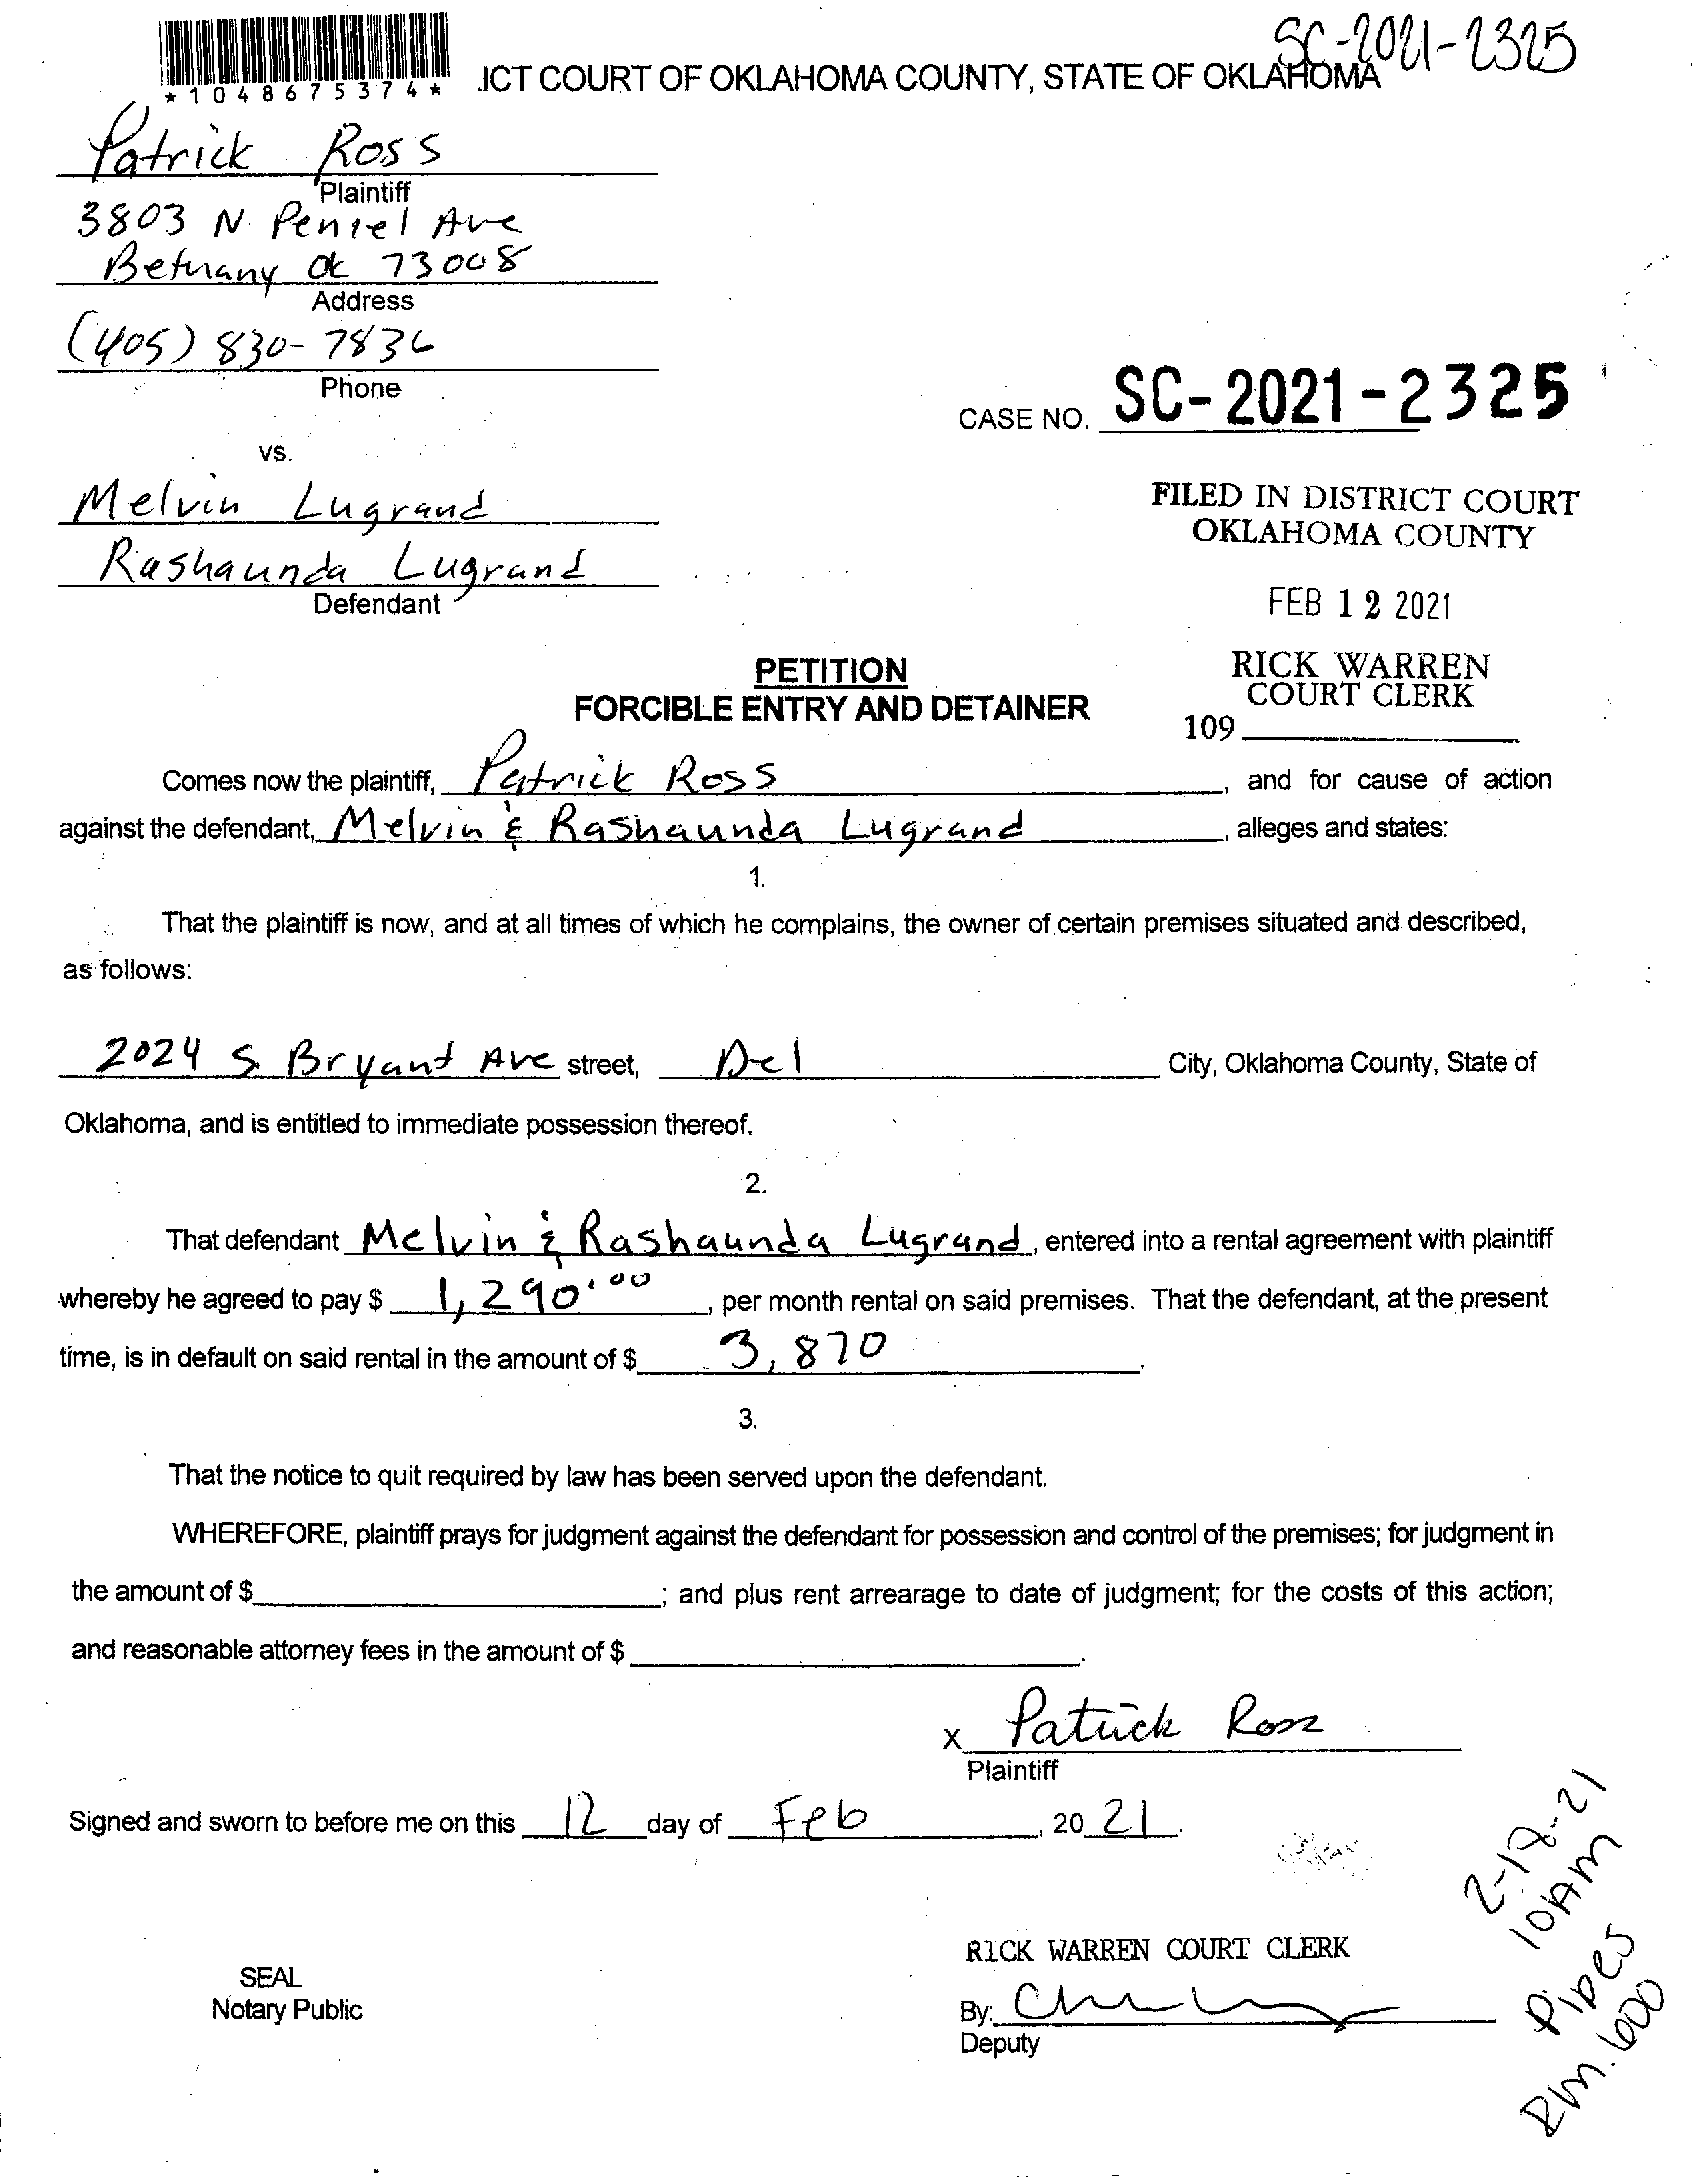 SC-2021-2325
*1048675374*
.ICT COURT OF OKLAHOMA COUNTY, STATE OF OKLAHOMA
Patrick Ross
Plaintiff
3803 N. Peniel Ave
Bethany Ok 73008
Address
(405) 830-7836
Phone
CASE NO. SC-2021-2325
vs.
Melvin Lugrand
Rashaunda Lugrand
Defendant
FILED IN DISTRICT COURT
OKLAHOMA COUNTY
FEB 12 2021
RICK WARREN
COURT CLERK
109
PETITION
FORCIBLE ENTRY AND DETAINER
Comes now the plaintiff, Patrick Ross, and for cause of action
against the defendant, Melvin & Rashaunda Lugrand, alleges and states:
1.
That the plaintiff is now, and at all times of which he complains, the owner of certain premises situated and described,
as follows:
2024 S. Bryant Ave street, Del City, Oklahoma County, State of
Oklahoma, and is entitled to immediate possession thereof.
2.
That defendant Melvin & Rashaunda Lugrand, entered into a rental agreement with plaintiff
whereby he agreed to pay $ 1,290.00, per month rental on said premises. That the defendant, at the present
time, is in default on said rental in the amount of $ 3,870.
3.
That the notice to quit required by law has been served upon the defendant.
WHEREFORE, plaintiff prays for judgment against the defendant for possession and control of the premises; for judgment in
the amount of $ ; and plus rent arrearage to date of judgment; for the costs of this action;
and reasonable attorney fees in the amount of $ .
X Patrick Ross
Plaintiff
Signed and sworn to before me on this 12 day of Feb, 20 21.
2-18-21
10AM
Pipes
Rm. 600
RICK WARREN COURT CLERK
SEAL
Notary Public
By:
Deputy